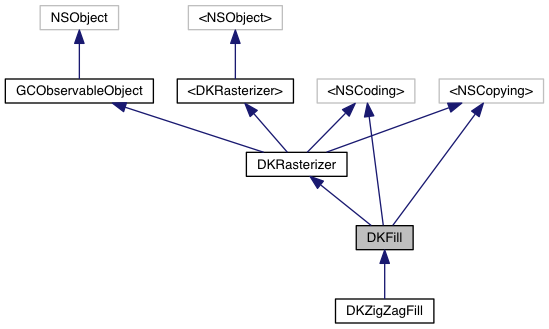 NSObject
<NSObject>
GCObservableObject
<DKRasterizer>
<NSCoding>
<NSCopying>
DKRasterizer
DKFill
DKZigZagFill